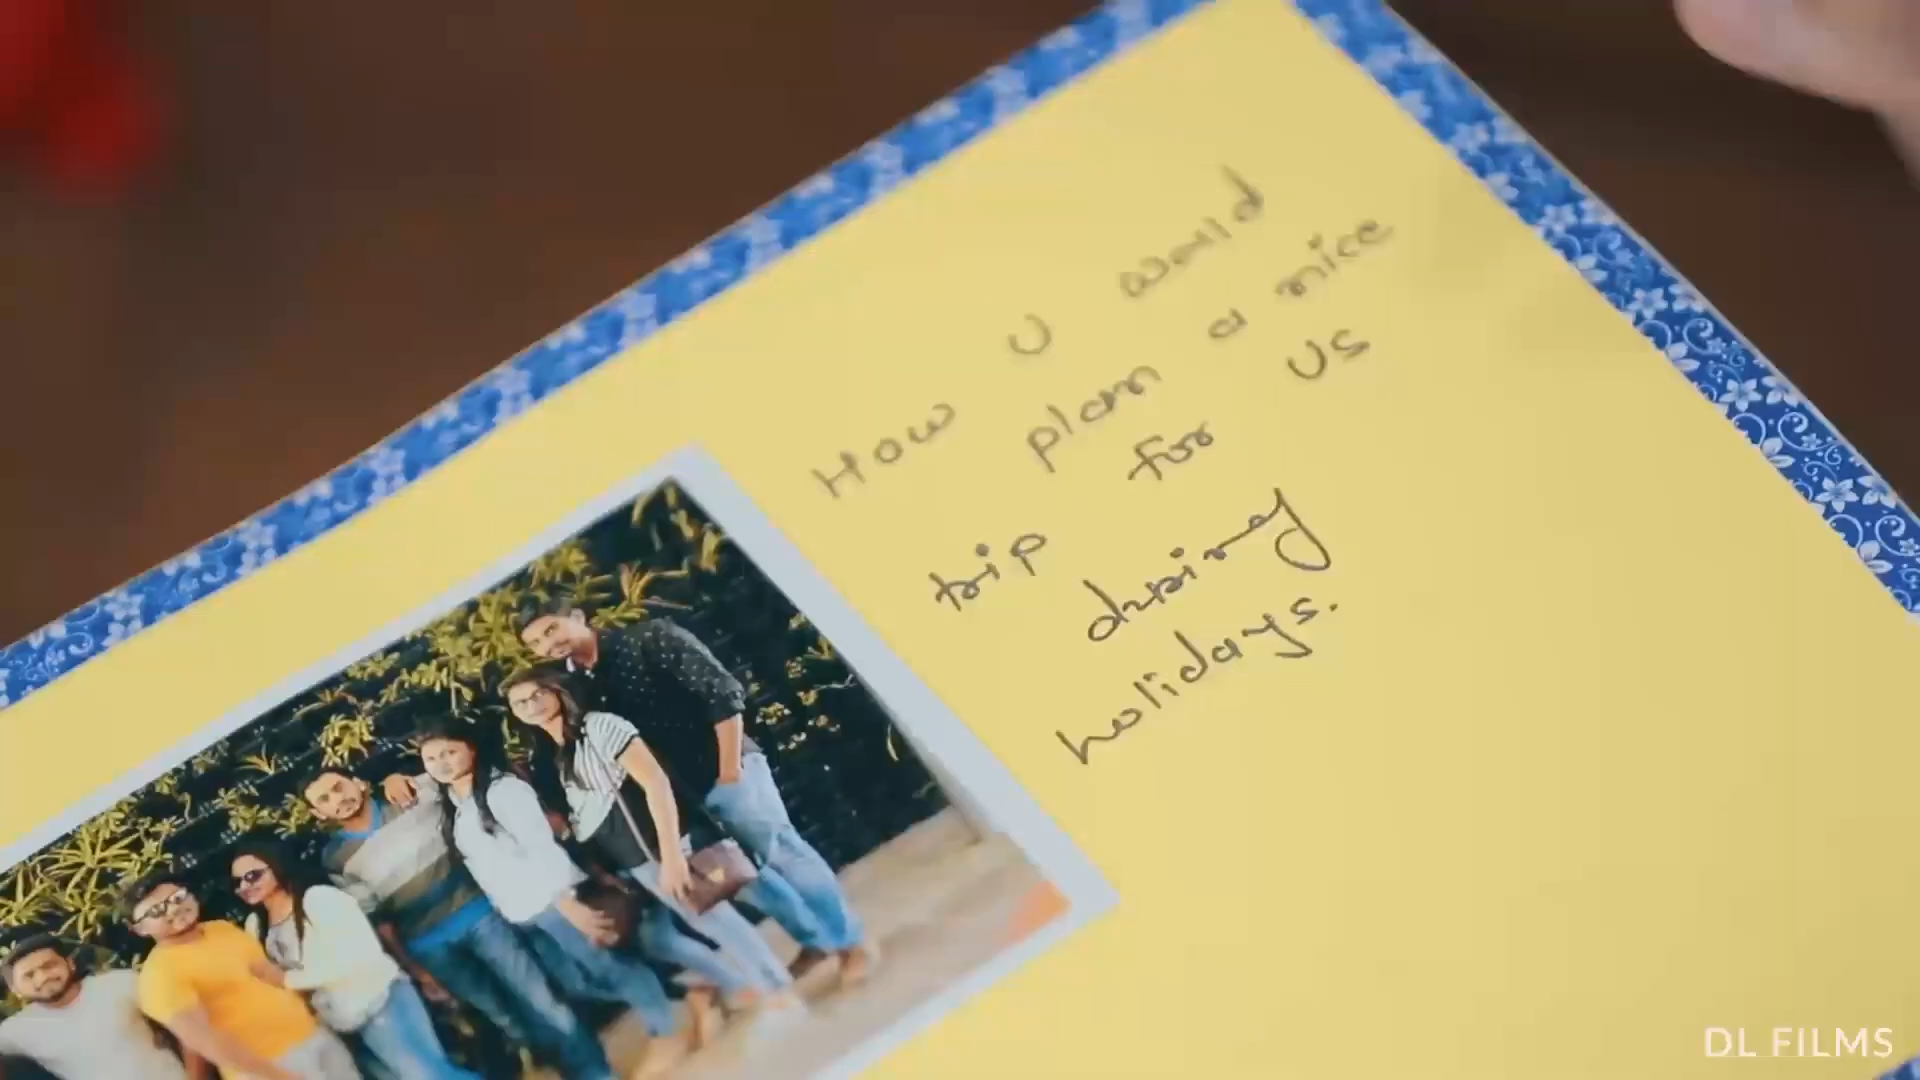 How U would
plan a nice
trip for us
during
holidays.
DL FILMS